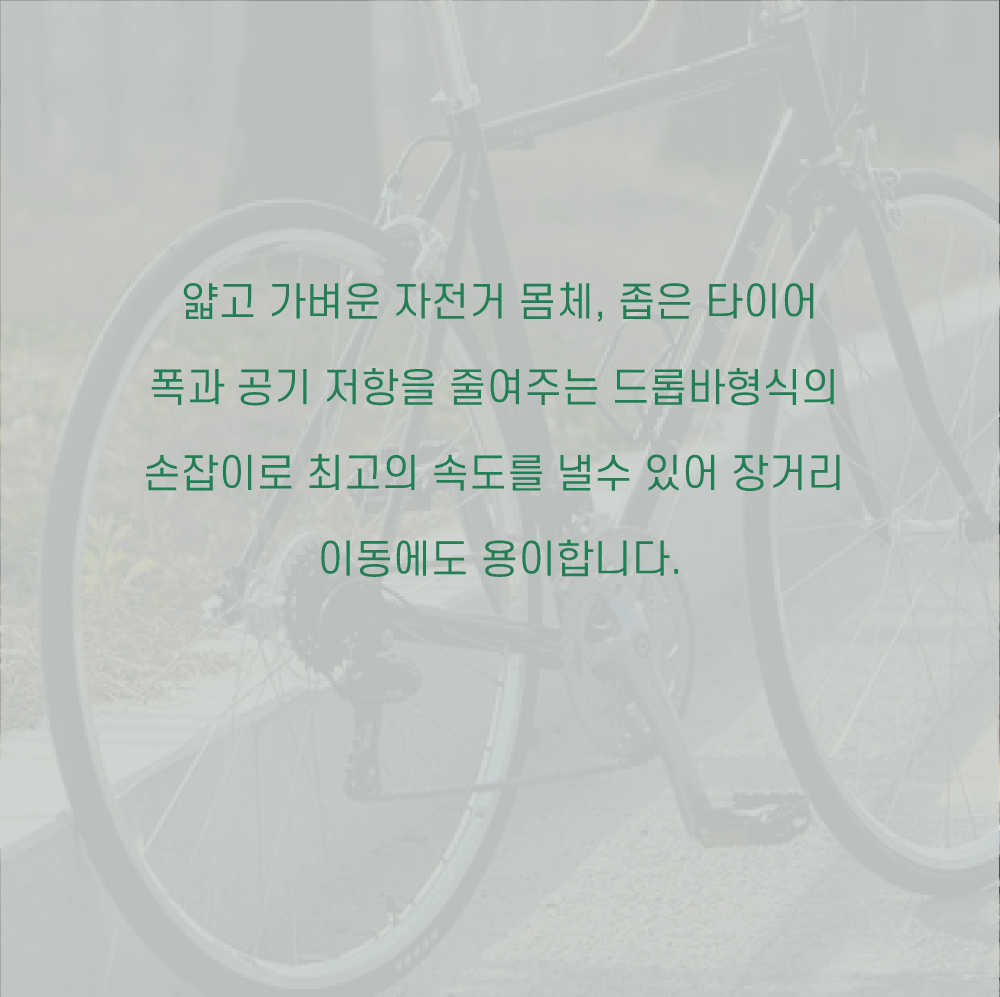 얇고 가벼운 자전거 몸체, 좁은 타이어
폭과 공기 저항을 줄여주는 드롭바형식의
손잡이로 최고의 속도를 낼수 있어 장거리
이동에도 용이합니다.